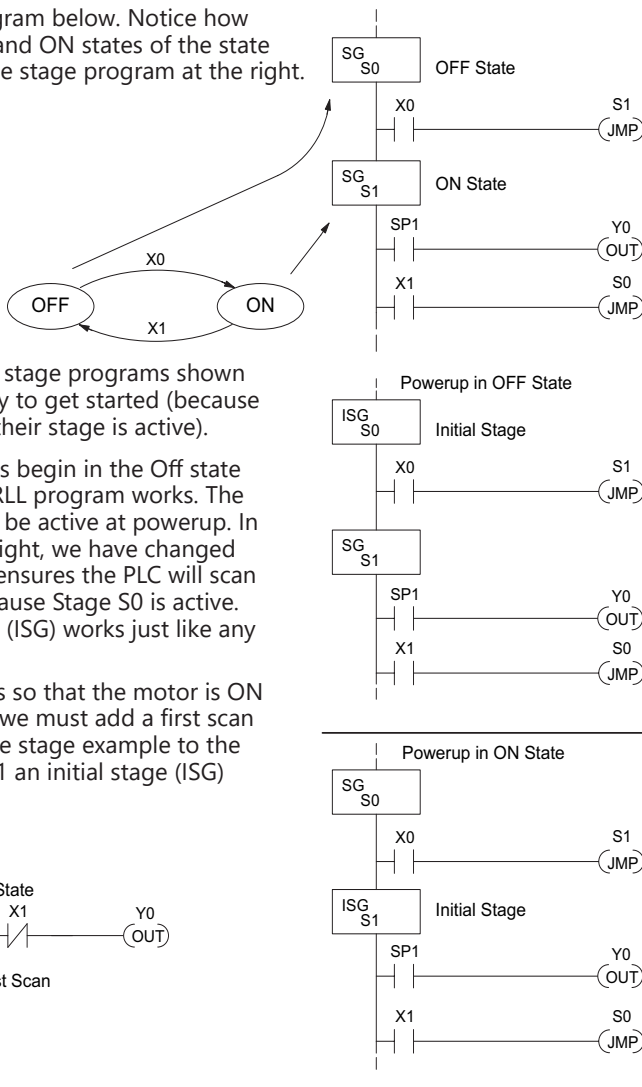 gram below. Notice how
and ON states of the state
e stage program at the right.
SG
S0
OFF State
X0
S1
JMP
SG
S1
ON State
SP1
Y0
OUT
X1
S0
JMP
X0
OFF
ON
X1
stage programs shown
y to get started (because
their stage is active).
s begin in the Off state
RLL program works. The
be active at powerup. In
ight, we have changed
ensures the PLC will scan
ause Stage S0 is active.
(ISG) works just like any
s so that the motor is ON
we must add a first scan
e stage example to the
1 an initial stage (ISG)
State
X1
Y0
OUT
st Scan
Powerup in OFF State
ISG
S0
Initial Stage
X0
S1
JMP
SG
S1
SP1
Y0
OUT
X1
S0
JMP
Powerup in ON State
SG
S0
X0
S1
JMP
ISG
S1
Initial Stage
SP1
Y0
OUT
X1
S0
JMP